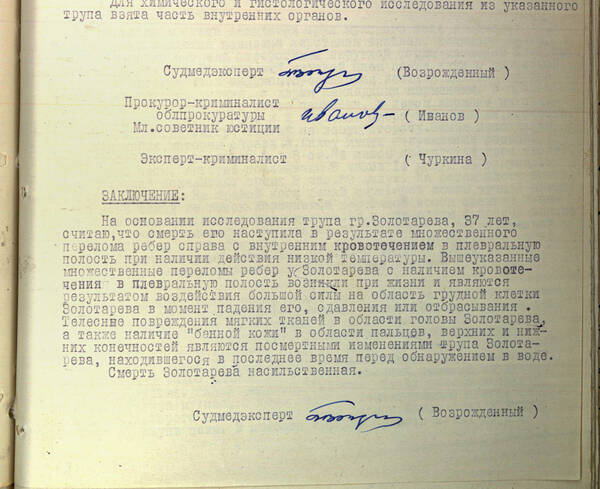 Для химического и гистологического исследования из указанного
трупа взята часть внутренних органов.
Судмедэксперт (Возрожденный )
Прокурор-криминалист
облпрокуратуры Иванов ( Иванов )
Мл.советник юстиции
Эксперт-криминалист ( Чуркина )
ЗАКЛЮЧЕНИЕ:
На основании исследования трупа гр.Золотарева, 37 лет,
считаю,что смерть его наступила в результате множественного
перелома ребер справа с внутренним кровотечением в плевральную
полость при наличии действия низкой температуры. Вышеуказанные
множественные переломы ребер у Золотарева с наличием кровоте-
чения в плевральную полость возникли при жизни и являются
результатом воздействия большой силы на область грудной клетки
Золотарева в момент падения его, сдавления или отбрасывания .
Телесные повреждения мягких тканей в области головы Золотарева,
а также наличие "банной кожи" в области пальцев, верхних и ниж-
них конечностей являются посмертными изменениями трупа Золота-
рева, находившегося в последнее время перед обнаружением в воде.
Смерть Золотарева насильственная.
Судмедэксперт ( Возрожденный )